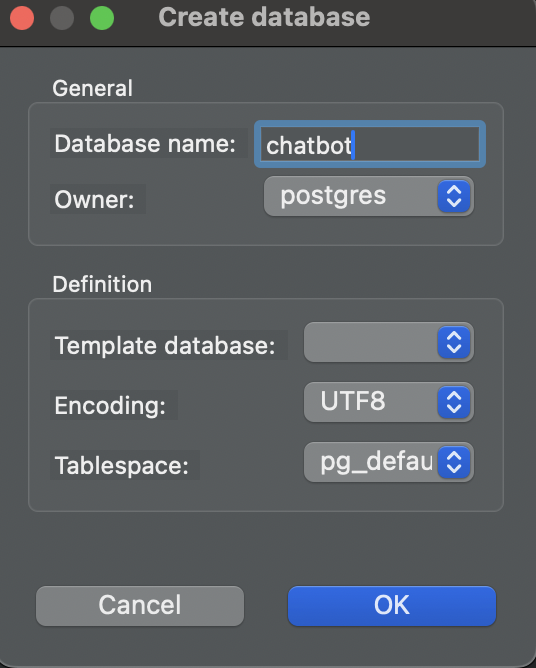 Create database
General
Database name: chatbot
Owner: postgres
Definition
Template database:
Encoding: UTF8
Tablespace: pg_defau
Cancel OK